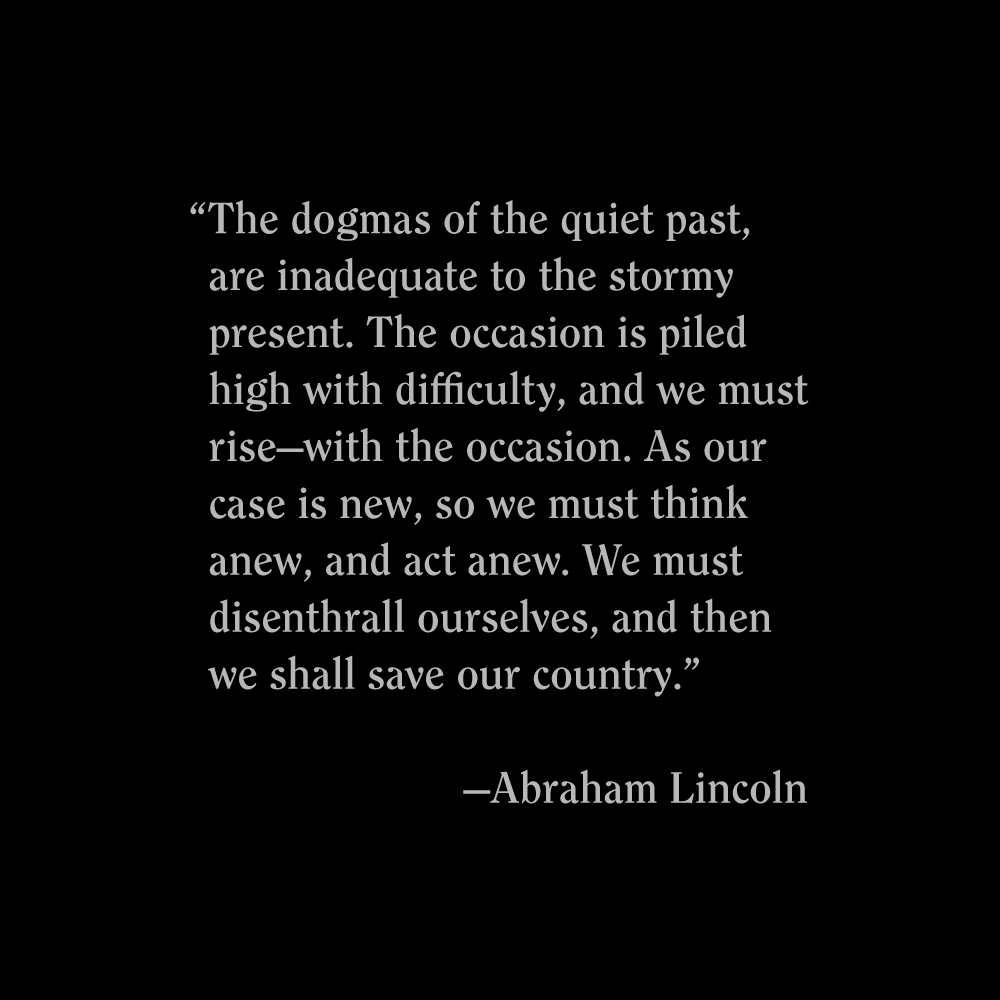 “The dogmas of the quiet past,
are inadequate to the stormy
present. The occasion is piled
high with difficulty, and we must
rise—with the occasion. As our
case is new, so we must think
anew, and act anew. We must
disenthrall ourselves, and then
we shall save our country.”
—Abraham Lincoln